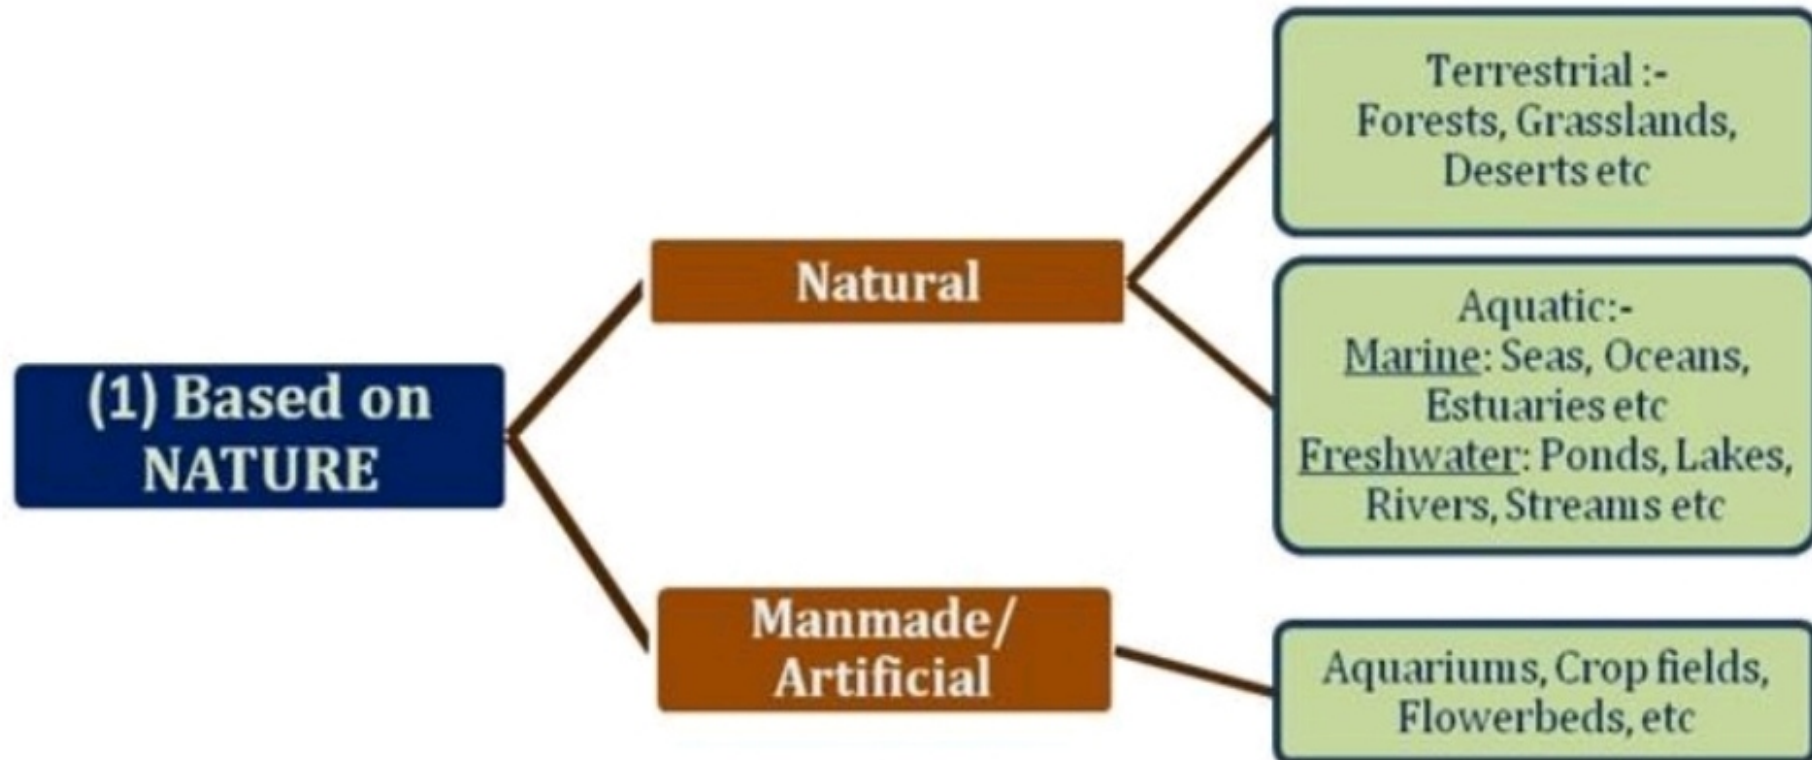 Terrestrial :-
Forests, Grasslands,
Deserts etc
Natural
Aquatic:-
Marine: Seas, Oceans,
Estuaries etc
Freshwater: Ponds, Lakes,
Rivers, Streams etc
(1) Based on
NATURE
Manmade/
Artificial
Aquariums, Crop fields,
Flowerbeds, etc